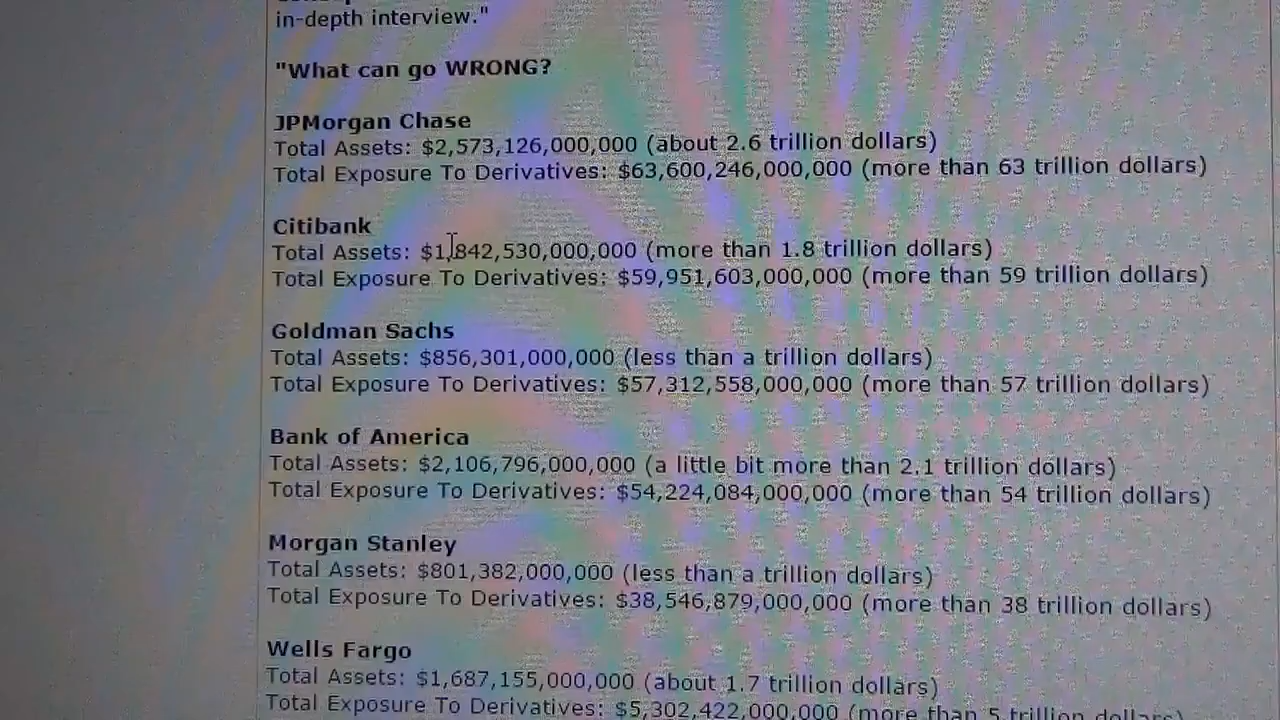 in-depth interview."
"What can go WRONG?
JPMorgan Chase
Total Assets: $2,573,126,000,000 (about 2.6 trillion dollars)
Total Exposure To Derivatives: $63,600,246,000,000 (more than 63 trillion dollars)
Citibank
Total Assets: $1,842,530,000,000 (more than 1.8 trillion dollars)
Total Exposure To Derivatives: $59,951,603,000,000 (more than 59 trillion dollars)
Goldman Sachs
Total Assets: $856,301,000,000 (less than a trillion dollars)
Total Exposure To Derivatives: $57,312,558,000,000 (more than 57 trillion dollars)
Bank of America
Total Assets: $2,106,796,000,000 (a little bit more than 2.1 trillion dollars)
Total Exposure To Derivatives: $54,224,084,000,000 (more than 54 trillion dollars)
Morgan Stanley
Total Assets: $801,382,000,000 (less than a trillion dollars)
Total Exposure To Derivatives: $38,546,879,000,000 (more than 38 trillion dollars)
Wells Fargo
Total Assets: $1,687,155,000,000 (about 1.7 trillion dollars)
Total Exposure To Derivatives: $5,302,422,000,000 (more than 5 trillion dollars)